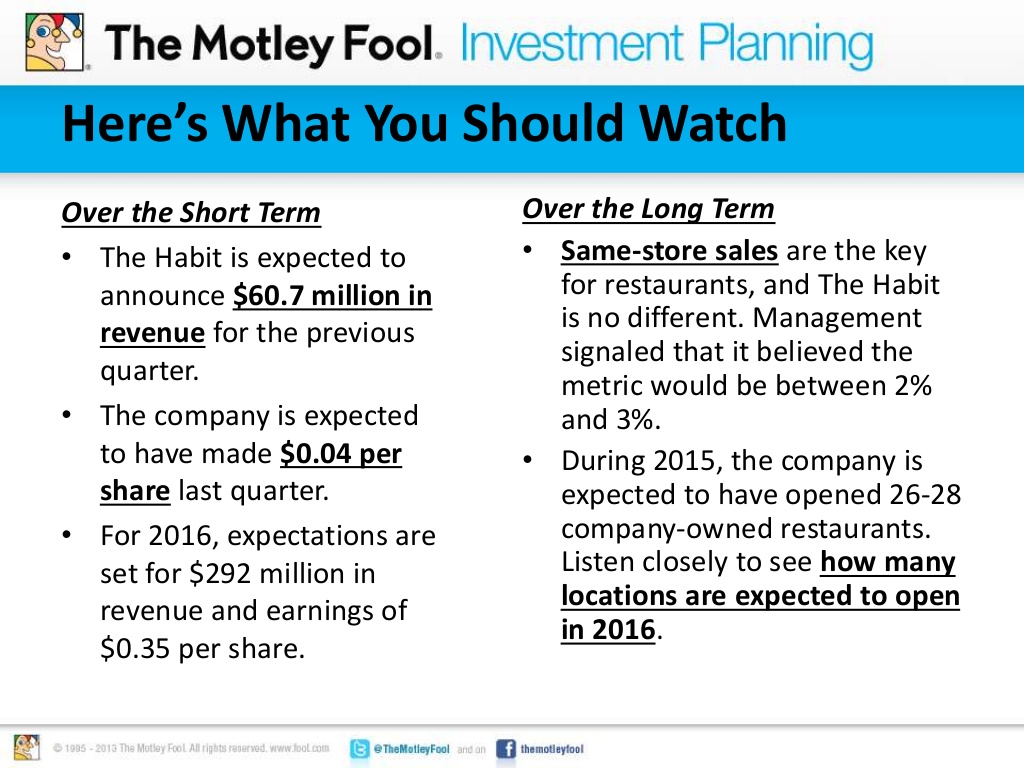 The Motley Fool® Investment Planning
Here's What You Should Watch
Over the Short Term
• The Habit is expected to
announce $60.7 million in
revenue for the previous
quarter.
• The company is expected
to have made $0.04 per
share last quarter.
• For 2016, expectations are
set for $292 million in
revenue and earnings of
$0.35 per share.
Over the Long Term
• Same-store sales are the key
for restaurants, and The Habit
is no different. Management
signaled that it believed the
metric would be between 2%
and 3%.
• During 2015, the company is
expected to have opened 26-28
company-owned restaurants.
Listen closely to see how many
locations are expected to open
in 2016.
© 1995 - 2013 The Motley Fool. All rights reserved. www.fool.com @TheMotleyFool and on themotleyfool